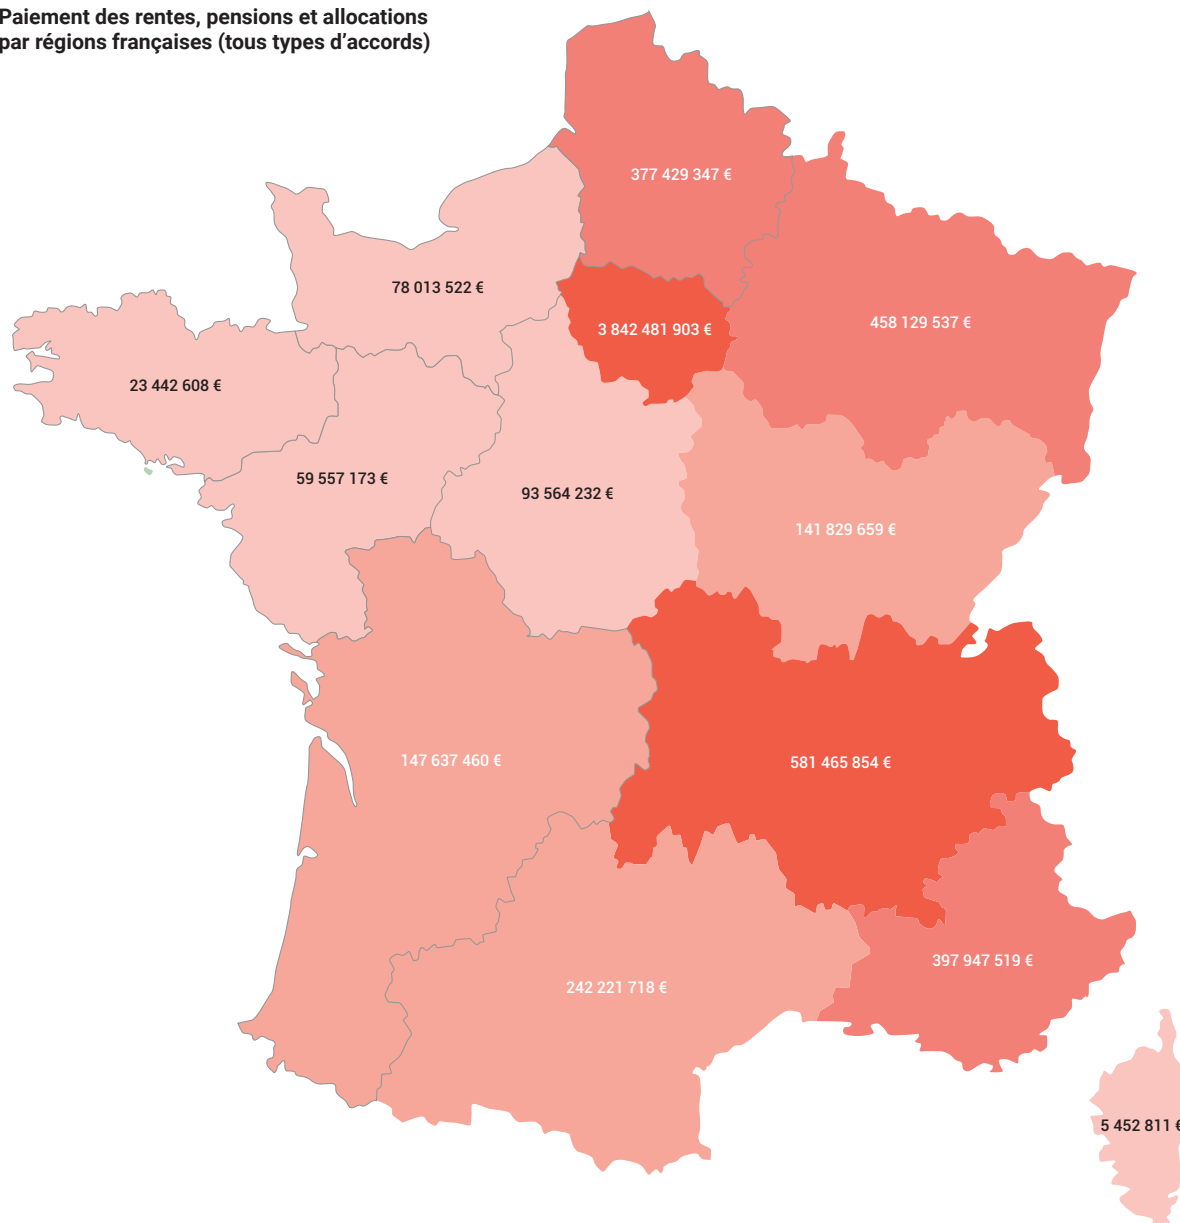 Paiement des rentes, pensions et allocations
par régions françaises (tous types d’accords)
377 429 347 €
78 013 522 €
3 842 481 903 €
458 129 537 €
23 442 608 €
59 557 173 €
93 564 232 €
141 829 659 €
147 637 460 €
581 465 854 €
397 947 519 €
242 221 718 €
5 452 811 €